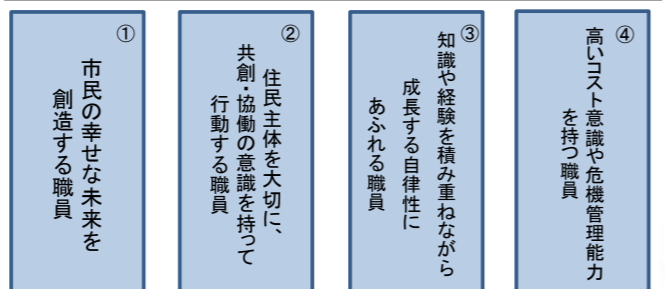 ①
市民の幸せな未来を
創造する職員
②
住民主体を大切に、
共創・協働の意識を持って
行動する職員
③
知識や経験を積み重ねながら
成長する自律性に
あふれる職員
④
高いコスト意識や危機管理能力
を持つ職員